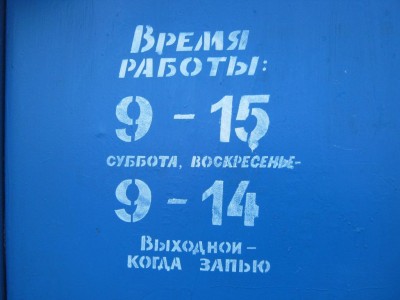 ВРЕМЯ
РАБОТЫ:
9 - 15
СУББОТА, ВОСКРЕСЕНЬЕ-
9 - 14
ВЫХОДНОЙ -
КОГДА ЗАПЬЮ